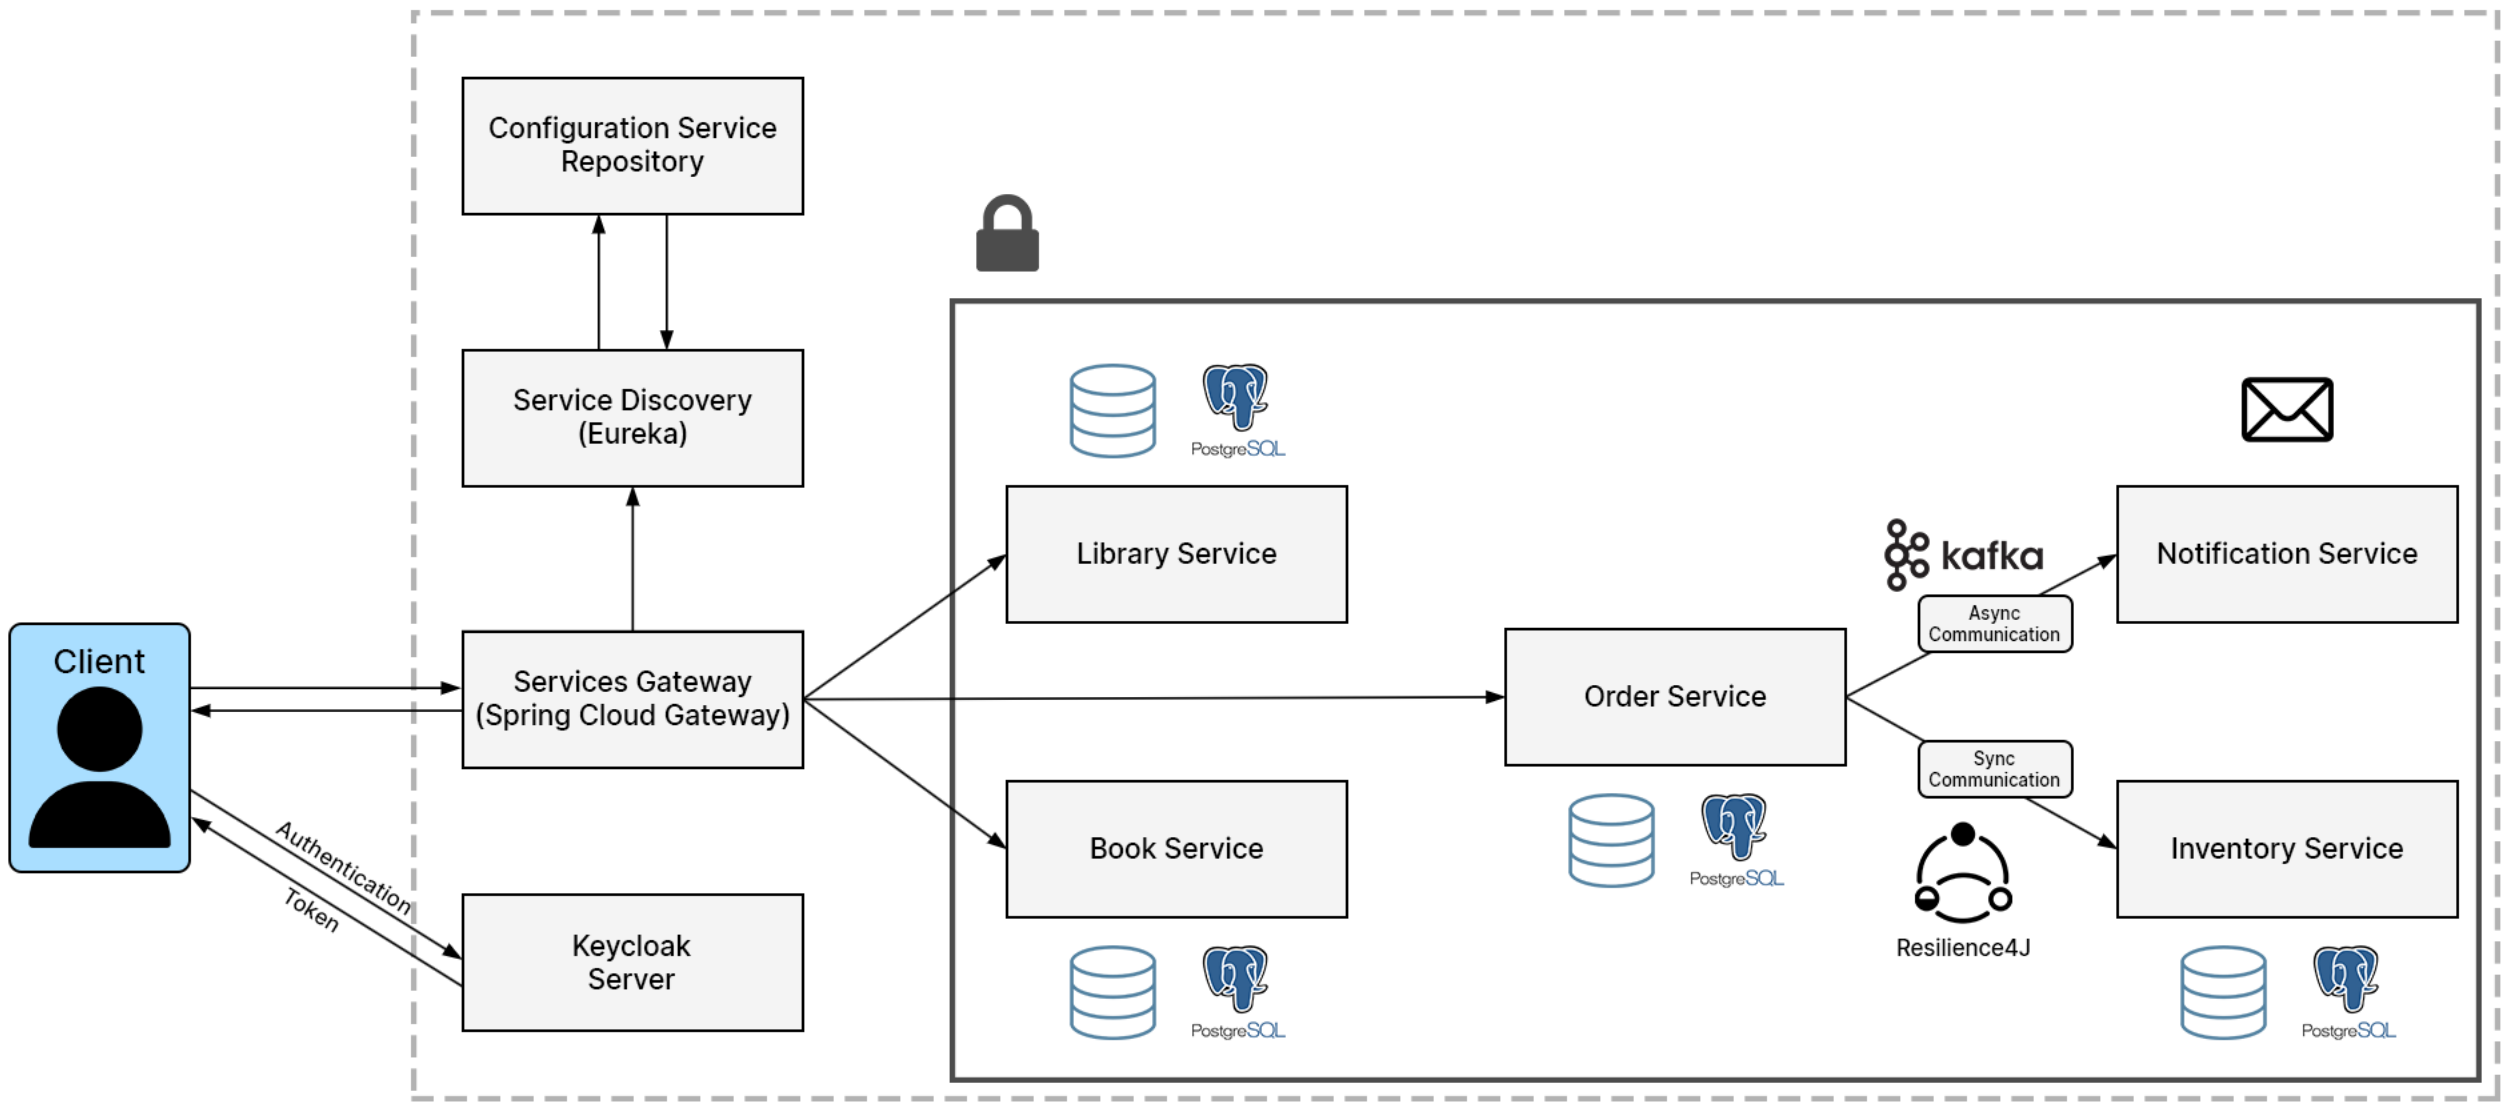 Configuration Service
Repository
Service Discovery
(Eureka)
Client
Services Gateway
(Spring Cloud Gateway)
Authentication
Token
Keycloak
Server
PostgreSQL
Library Service
Book Service
PostgreSQL
Order Service
PostgreSQL
kafka
Async
Communication
Sync
Communication
Resilience4J
Notification Service
Inventory Service
PostgreSQL